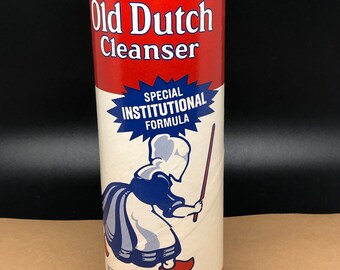 Old Dutch
Cleanser
SPECIAL
INSTITUTIONAL
FORMULA